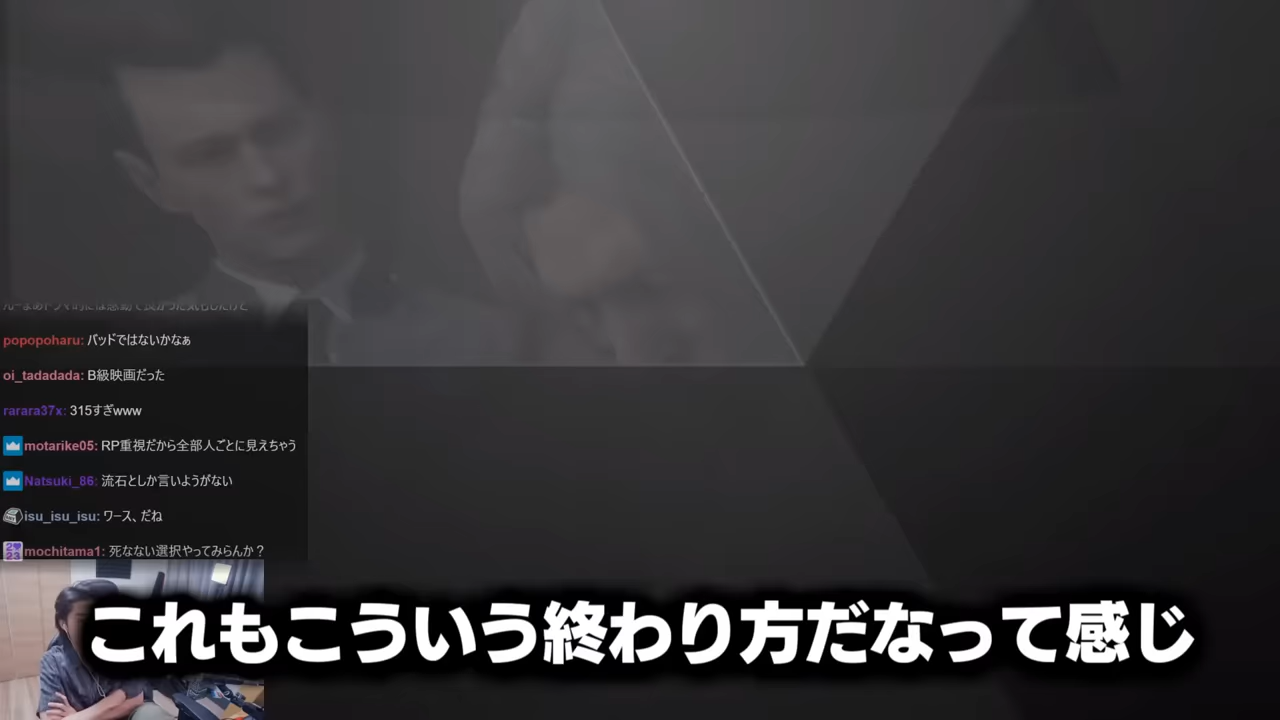 popopoharu: バッドではないかなぁ
oi_tadadada: B級映画だった
rarara37x: 315すぎwww
motarike05: RP重視だから全部人ごとに見えちゃう
Natsuki_86: 流石としか言いようがない
isu_isu_isu: ワース、だね
mochitama1: 死なない選択やってみらんか？
これもこういう終わり方だなって感じ